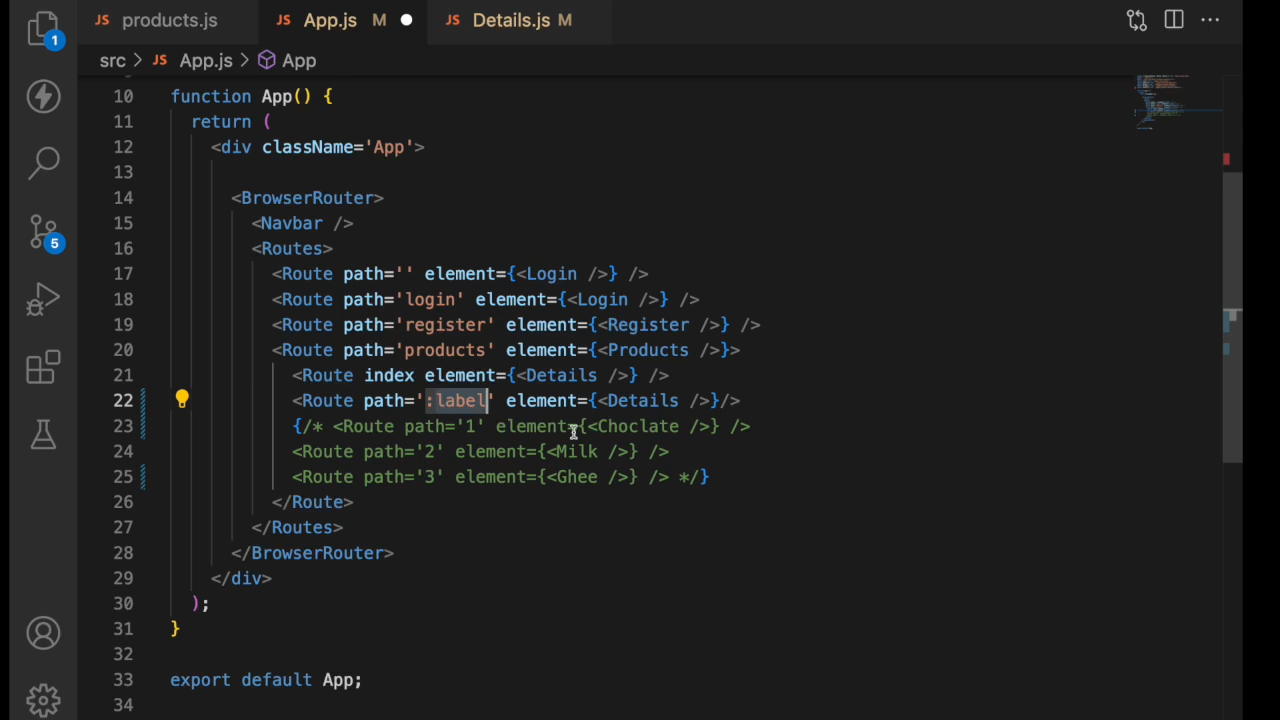 1
JS products.js
JS App.js M
JS Details.js M
src > JS App.js > App
10 function App() {
11 return (
12 <div className='App'>
13
14 <BrowserRouter>
15 <Navbar />
16 <Routes>
17 <Route path='' element={<Login />} />
18 <Route path='login' element={<Login />} />
19 <Route path='register' element={<Register />} />
20 <Route path='products' element={<Products />}>
21 <Route index element={<Details />} />
22 <Route path=':label' element={<Details />}/>
23 {/* <Route path='1' element={<Choclate />} />
24 <Route path='2' element={<Milk />} />
25 <Route path='3' element={<Ghee />} /> */}
26 </Route>
27 </Routes>
28 </BrowserRouter>
29 </div>
30 );
31 }
32
33 export default App;
34
5